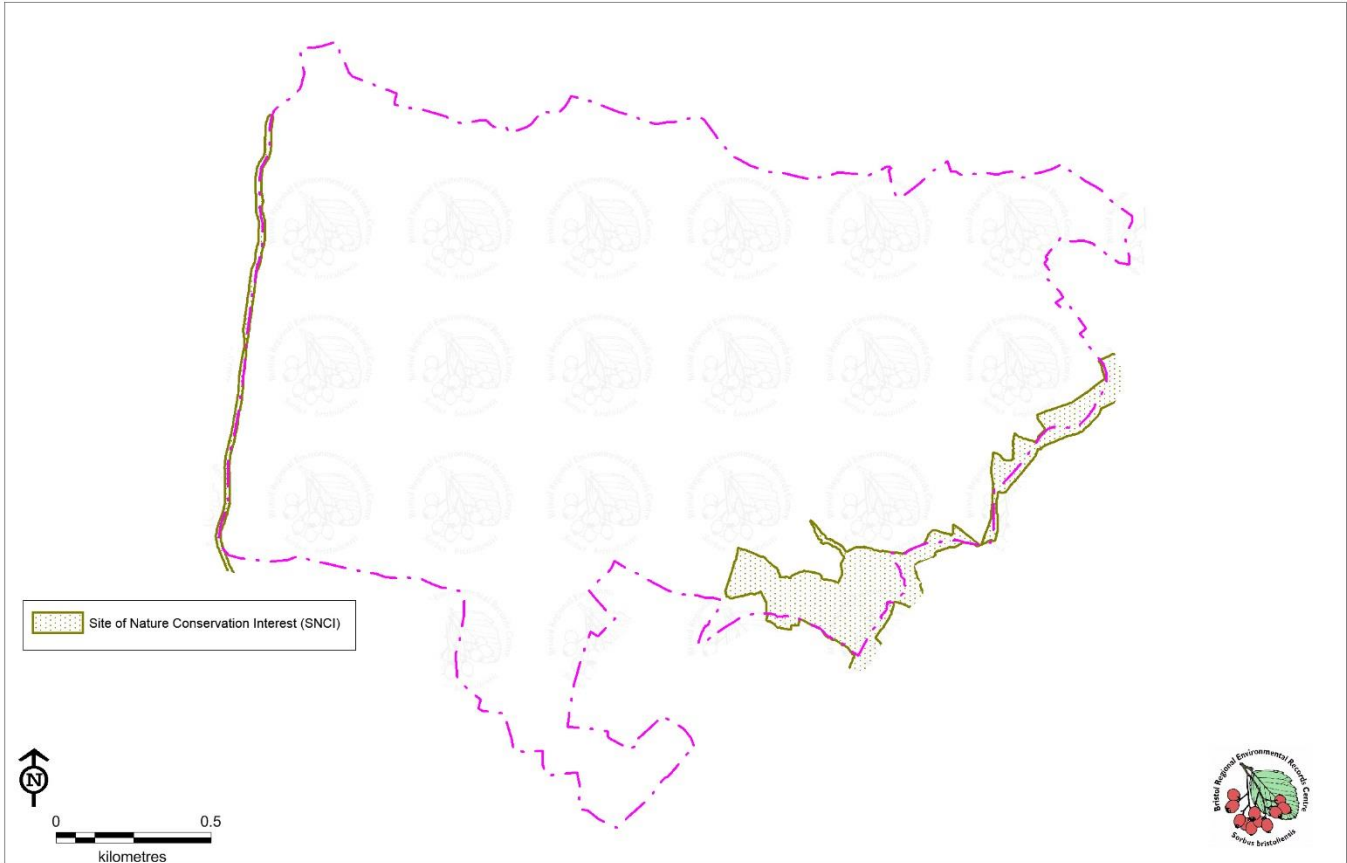 Site of Nature Conservation Interest (SNCI)
N
0 0.5
kilometres
Bristol Regional Environmental Records Centre
Sorbus bristoliensis